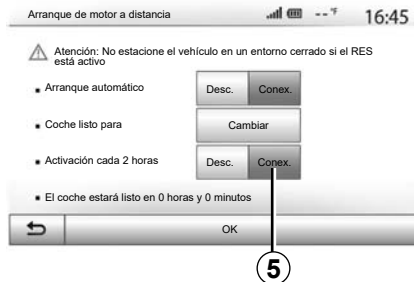 Arranque de motor a distancia
--°F
16:45
Atención: No estacione el vehículo en un entorno cerrado si el RES
está activo
Arranque automático
Desc.
Conex.
Coche listo para
Cambiar
Activación cada 2 horas
Desc.
Conex.
El coche estará listo en 0 horas y 0 minutos
OK
5